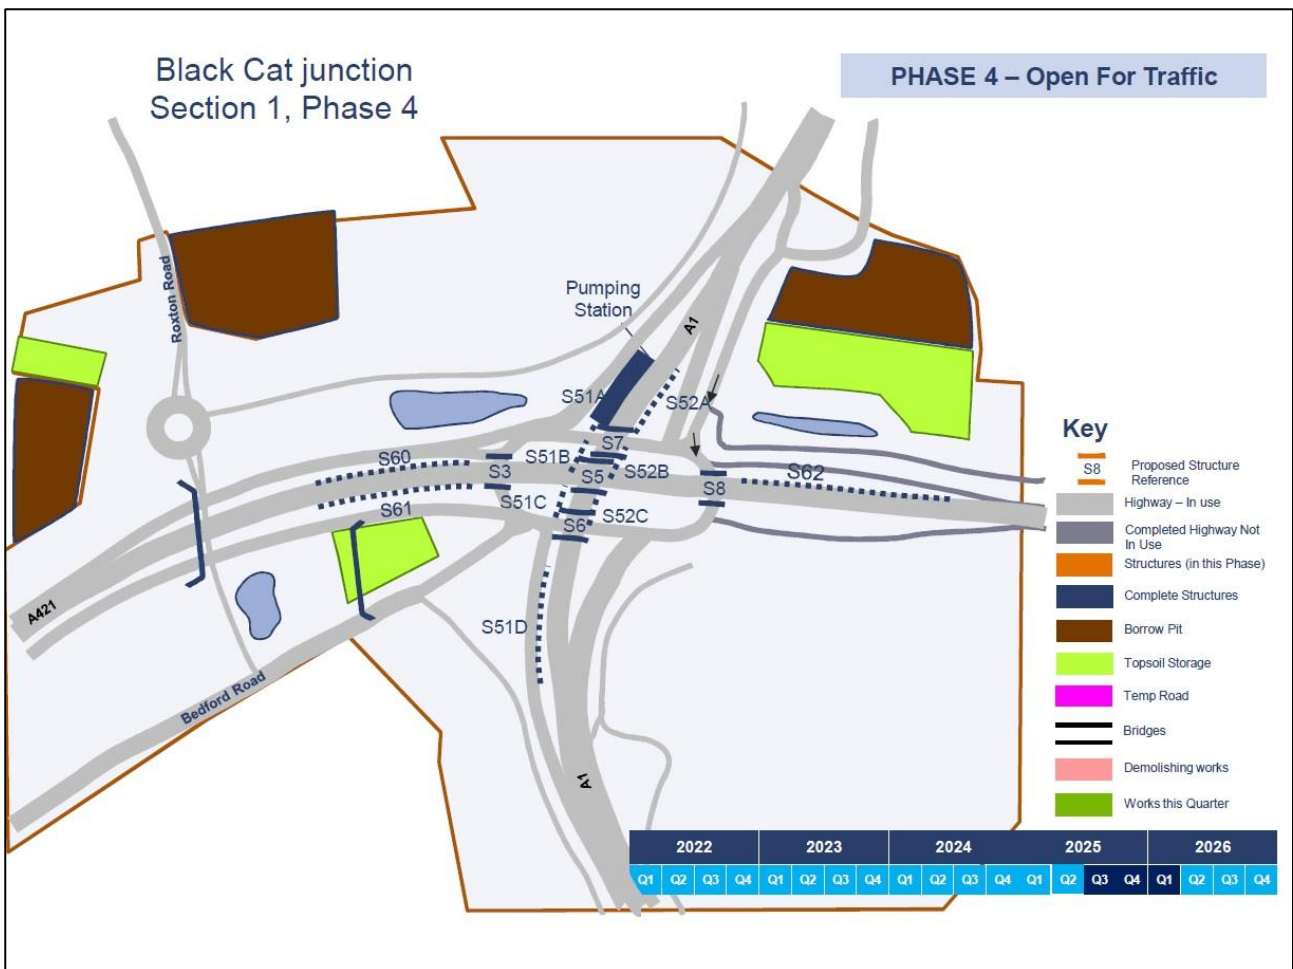 Black Cat junction
Section 1, Phase 4
PHASE 4 – Open For Traffic
Roxton Road
Pumping
Station
A1
S51A
S52A
S7
S60
S51B
S3
S5
S52B
S8
S62
S51C
S61
S6
S52C
A421
S51D
Bedford Road
A1
Key
S8
Proposed Structure
Reference
Highway – In use
Completed Highway Not
In Use
Structures (in this Phase)
Complete Structures
Borrow Pit
Topsoil Storage
Temp Road
Bridges
Demolishing works
Works this Quarter
2022 2023 2024 2025 2026
Q1 Q2 Q3 Q4 Q1 Q2 Q3 Q4 Q1 Q2 Q3 Q4 Q1 Q2 Q3 Q4 Q1 Q2 Q3 Q4